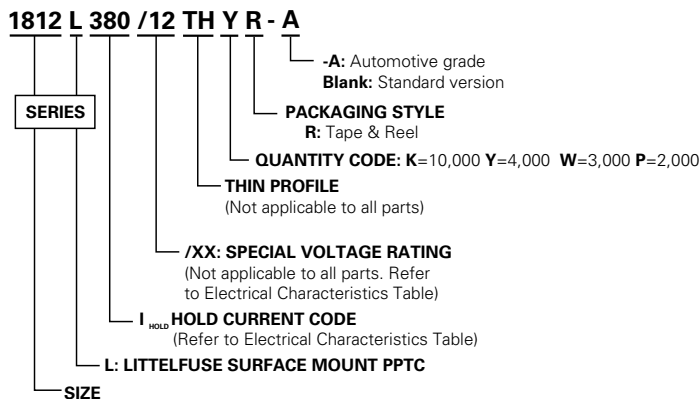 1812 L 380 /12 TH Y R - A
-A: Automotive grade
Blank: Standard version
SERIES
PACKAGING STYLE
R: Tape & Reel
QUANTITY CODE: K=10,000 Y=4,000 W=3,000 P=2,000
THIN PROFILE
(Not applicable to all parts)
/XX: SPECIAL VOLTAGE RATING
(Not applicable to all parts. Refer
to Electrical Characteristics Table)
I HOLD HOLD CURRENT CODE
(Refer to Electrical Characteristics Table)
L: LITTELFUSE SURFACE MOUNT PPTC
SIZE